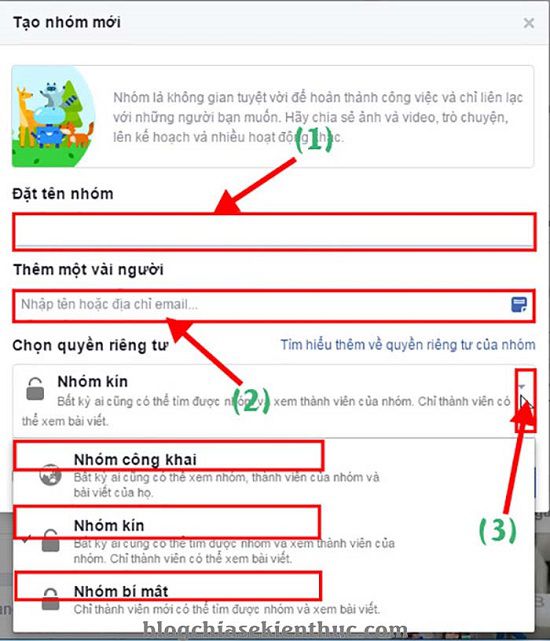 Tạo nhóm mới
Nhóm là không gian tuyệt vời để hoàn thành công việc và chỉ liên lạc
với những người bạn muốn. Hãy chia sẻ ảnh và video, trò chuyện,
lên kế hoạch và nhiều hoạt động khác.
(1)
Đặt tên nhóm
Thêm một vài người
Nhập tên hoặc địa chỉ email...
Chọn quyền riêng tư
Tìm hiểu thêm về quyền riêng tư của nhóm
Nhóm kín
Bất kỳ ai cũng có thể tìm được nhóm và xem thành viên của nhóm. Chỉ thành viên có
thể xem bài viết.
(2)
Nhóm công khai
Bất kỳ ai có thể xem nhóm, thành viên của nhóm và
bài viết của họ.
Nhóm kín
Bất kỳ ai cũng có thể tìm được nhóm và xem thành viên của
nhóm. Chỉ thành viên có thể xem bài viết.
(3)
Nhóm bí mật
Chỉ thành viên mới có thể tìm được nhóm và xem bài viết.
blogchiasekienthuc.com